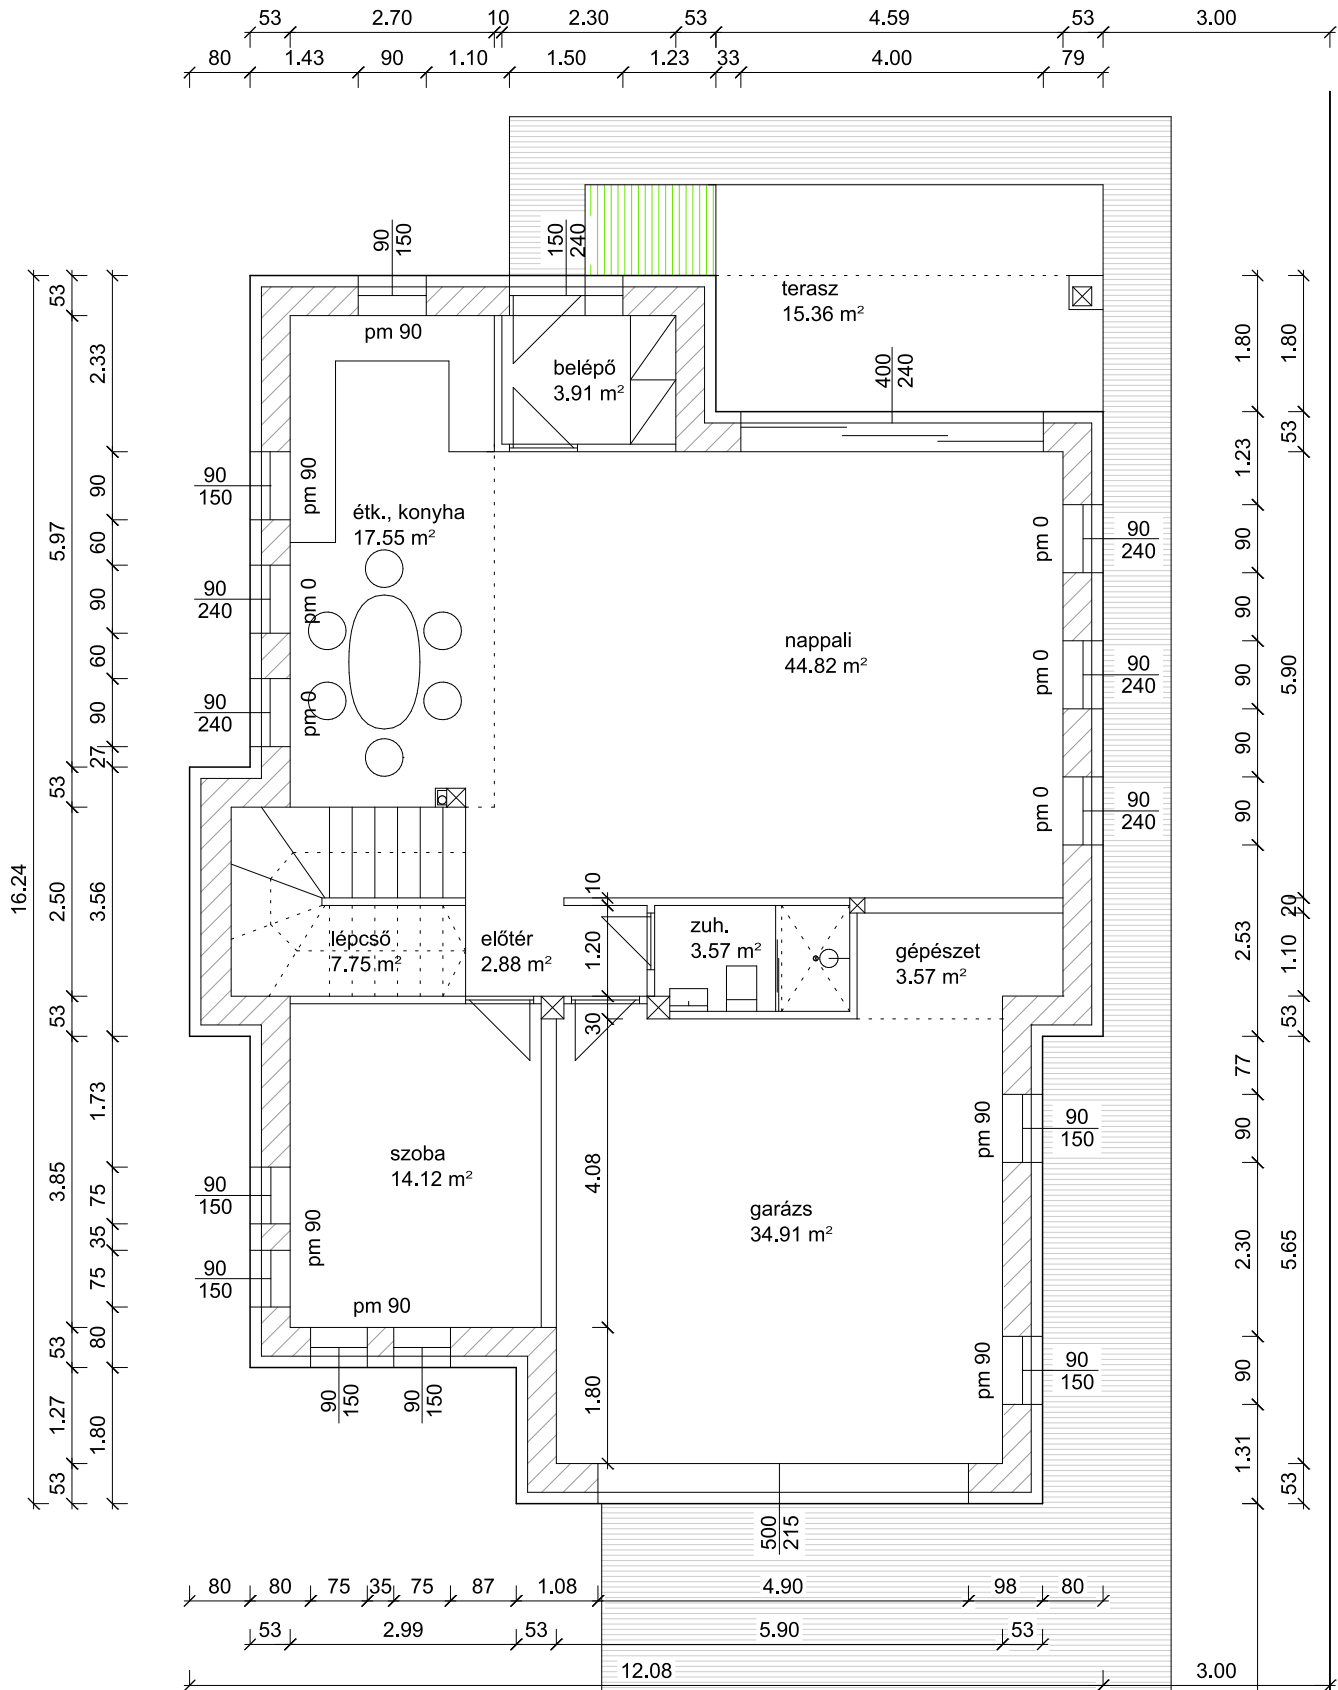 53 2.70 10 2.30 53 4.59 53 3.00
80 1.43 90 1.10 1.50 1.23 33 4.00 79
90
150
150
240
pm 90
terasz
15.36 m²
400
240
belépő
3.91 m²
90
150
pm 90
étk., konyha
17.55 m²
90
240
pm 0
90
240
pm 0
nappali
44.82 m²
pm 0
90
240
pm 0
90
240
pm 0
90
240
lépcső
7.75 m²
előtér
2.88 m²
10
1.20
30
zuh.
3.57 m²
gépészet
3.57 m²
szoba
14.12 m²
4.08
1.80
garázs
34.91 m²
90
150
90
150
pm 90
pm 90
90
150
90
150
pm 90
90
150
pm 90
90
150
500
215
16.24
53
5.97
53
2.50
53
3.85
53
1.27
53
2.33
90
60
90
60
90
27
3.56
1.73
75
35
75
80
1.80
1.80
1.23
90
90
90
90
90
2.53
77
90
2.30
90
1.31
1.80
53
5.90
20
1.10
53
5.65
53
80 80 75 35 75 87 1.08 4.90 98 80
53 2.99 53 5.90 53
12.08 3.00